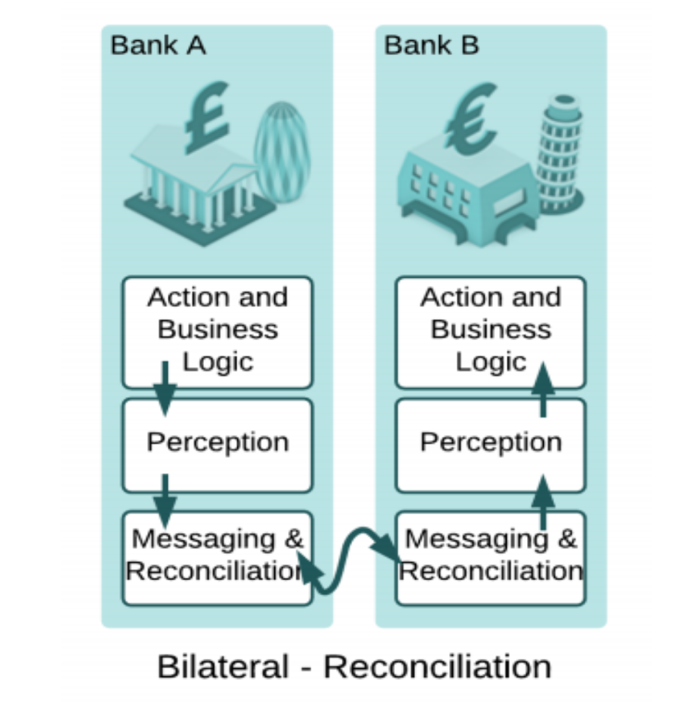 Bank A
£
Action and
Business
Logic
Perception
Messaging &
Reconciliation
Bank B
€
Action and
Business
Logic
Perception
Messaging &
Reconciliation
Bilateral - Reconciliation